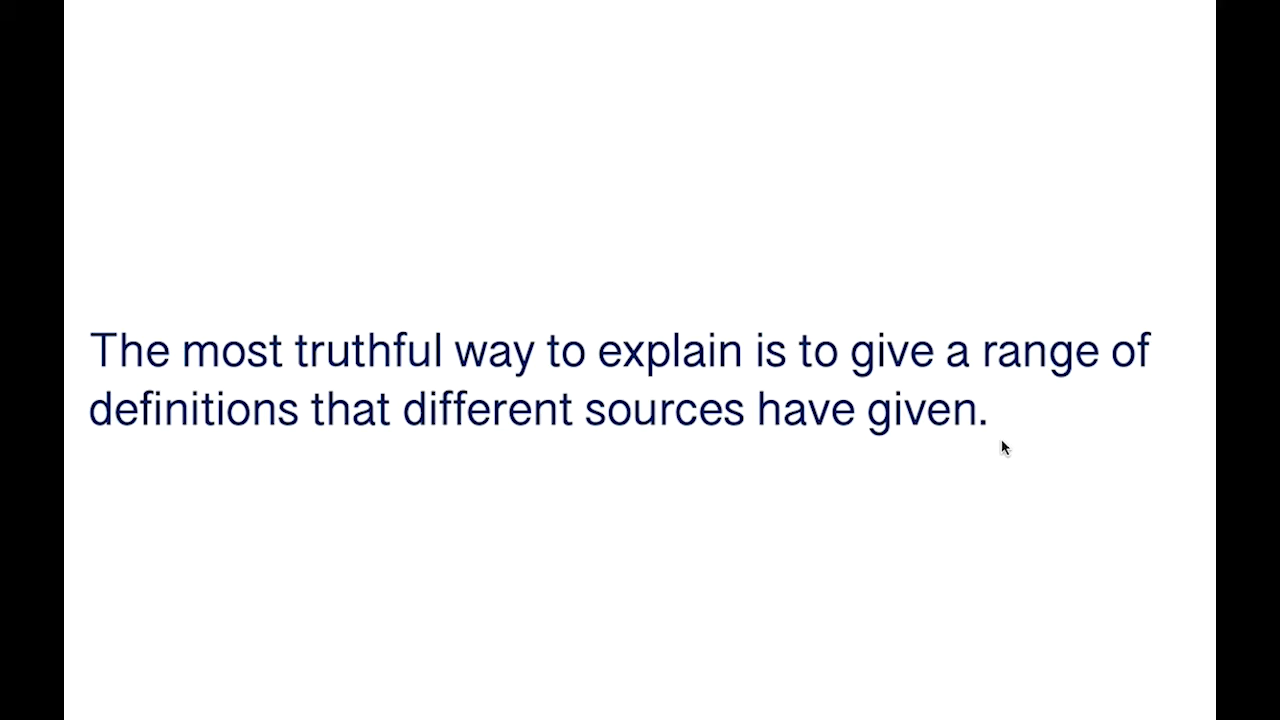 The most truthful way to explain is to give a range of
definitions that different sources have given.